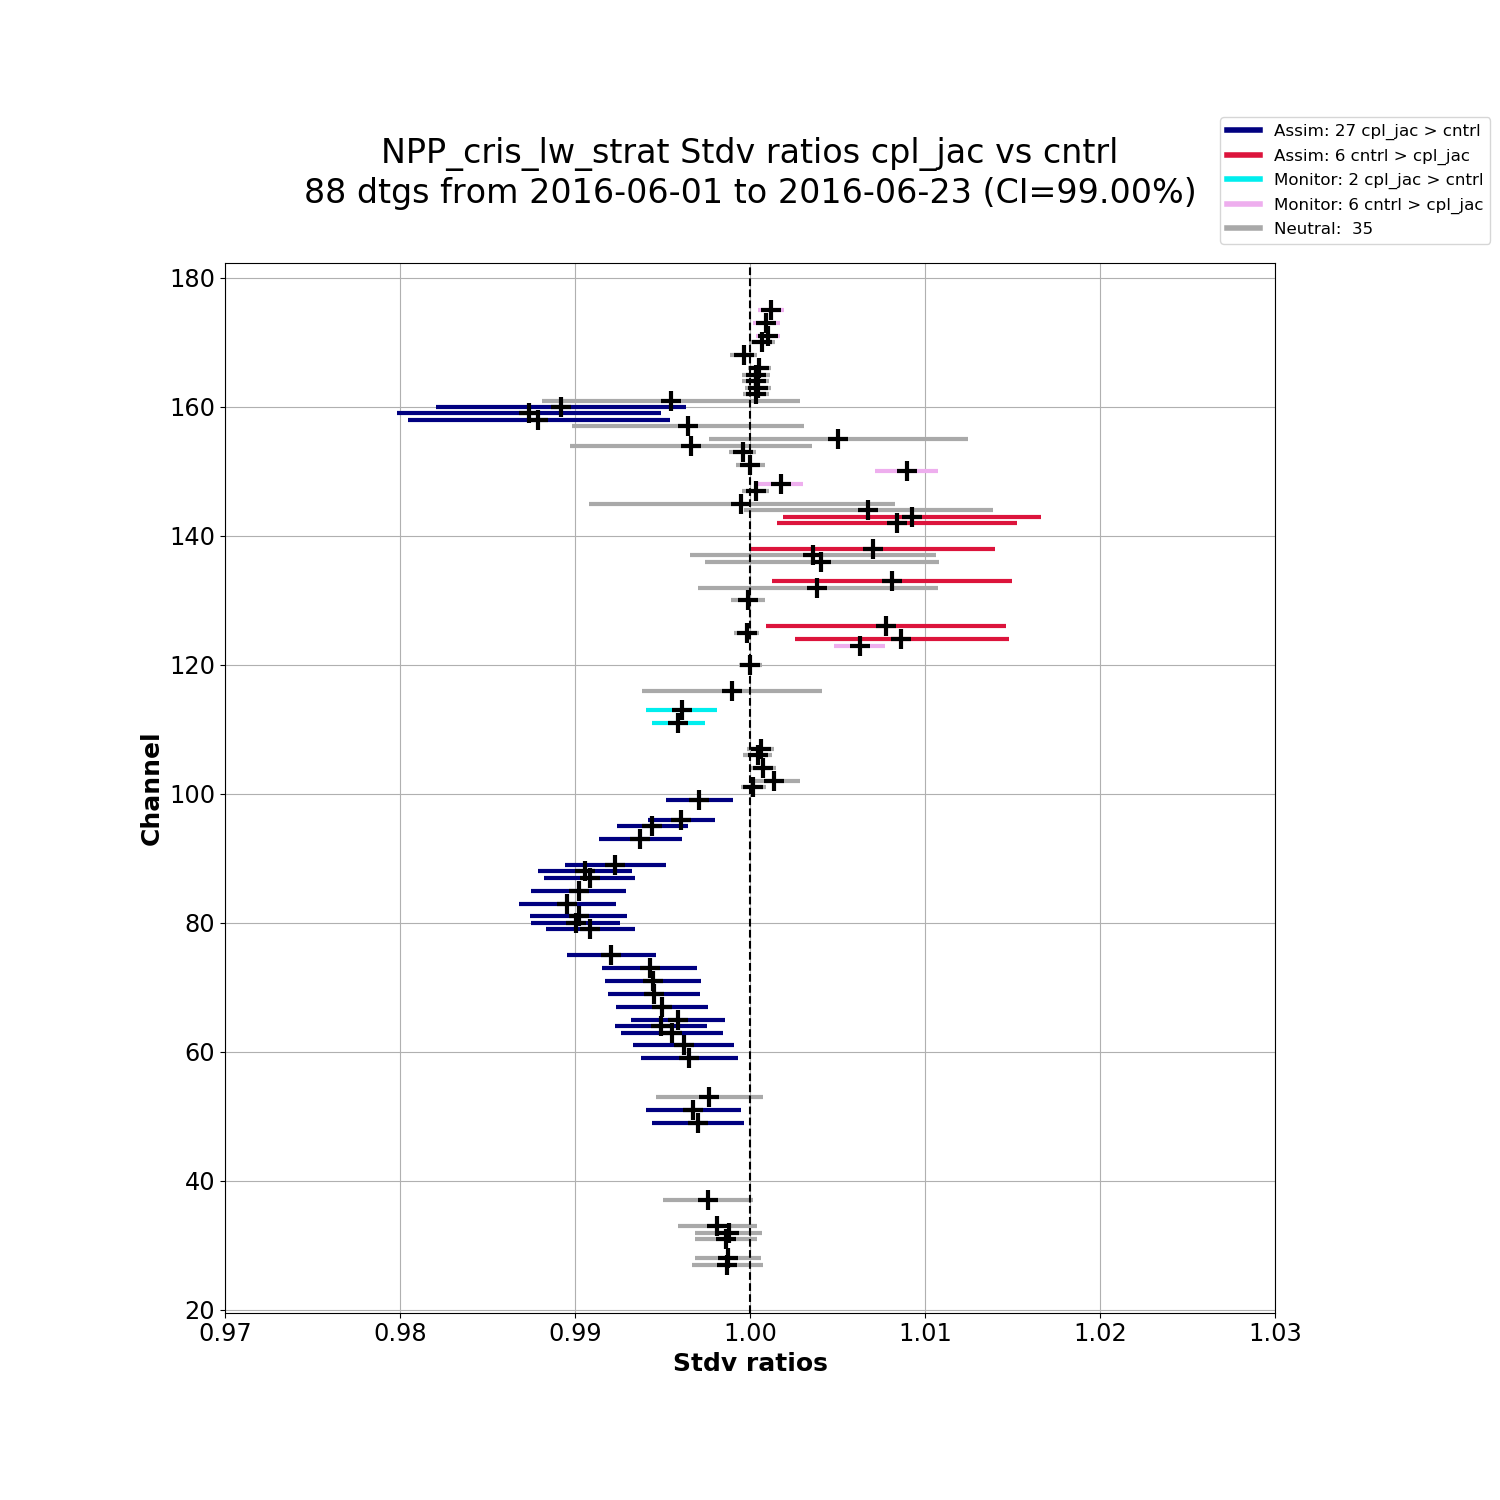 NPP_cris_lw_strat Stdv ratios cpl_jac vs cntrl
88 dtgs from 2016-06-01 to 2016-06-23 (CI=99.00%)
Assim: 27 cpl_jac > cntrl
Assim: 6 cntrl > cpl_jac
Monitor: 2 cpl_jac > cntrl
Monitor: 6 cntrl > cpl_jac
Neutral:  35
180
160
140
120
100
80
60
40
20
Channel
0.97 0.98 0.99 1.00 1.01 1.02 1.03
Stdv ratios